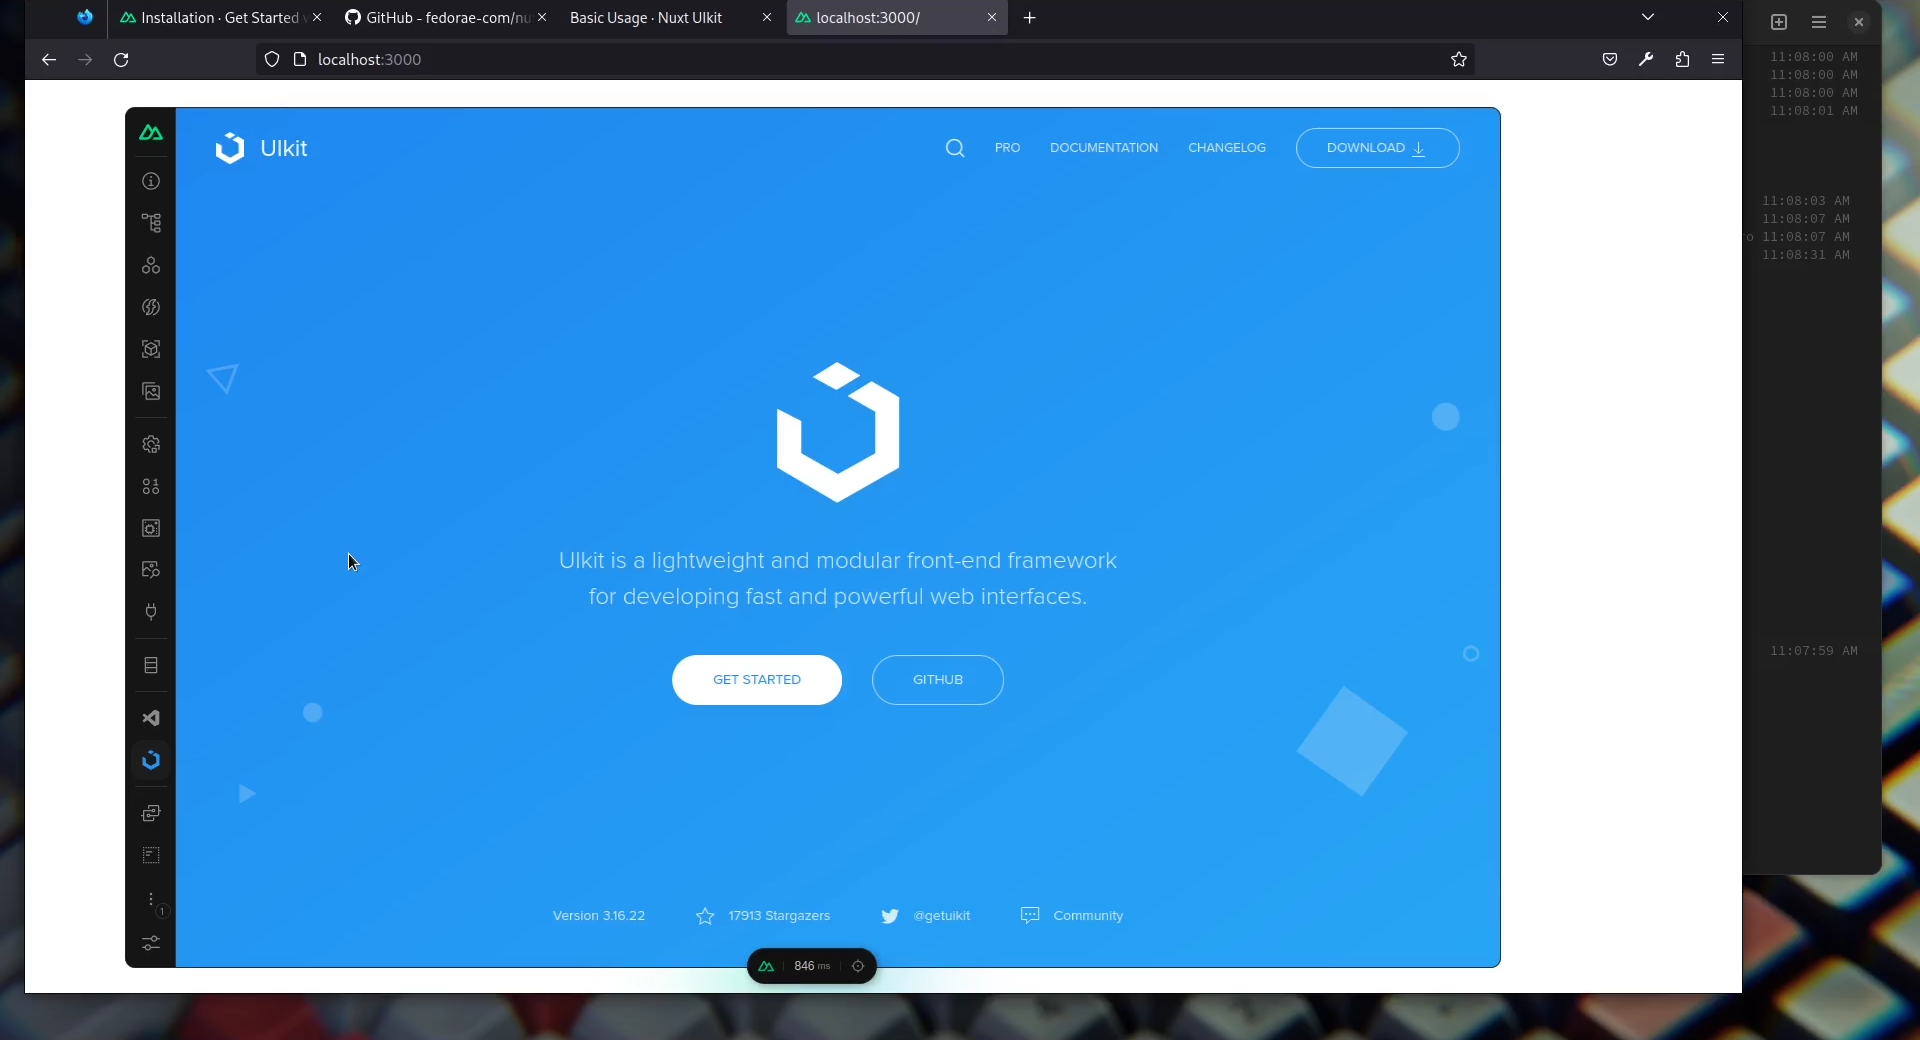 Installation · Get Started
GitHub - fedorae-com/nu
Basic Usage · Nuxt UIkit
localhost:3000/
localhost:3000
11:08:00 AM
11:08:00 AM
11:08:00 AM
11:08:01 AM
11:08:03 AM
11:08:07 AM
ro 11:08:07 AM
11:08:31 AM
11:07:59 AM
UIkit
PRO
DOCUMENTATION
CHANGELOG
DOWNLOAD
UIkit is a lightweight and modular front-end framework
for developing fast and powerful web interfaces.
GET STARTED
GITHUB
1
Version 3.16.22
17913 Stargazers
@getuikit
Community
846 ms